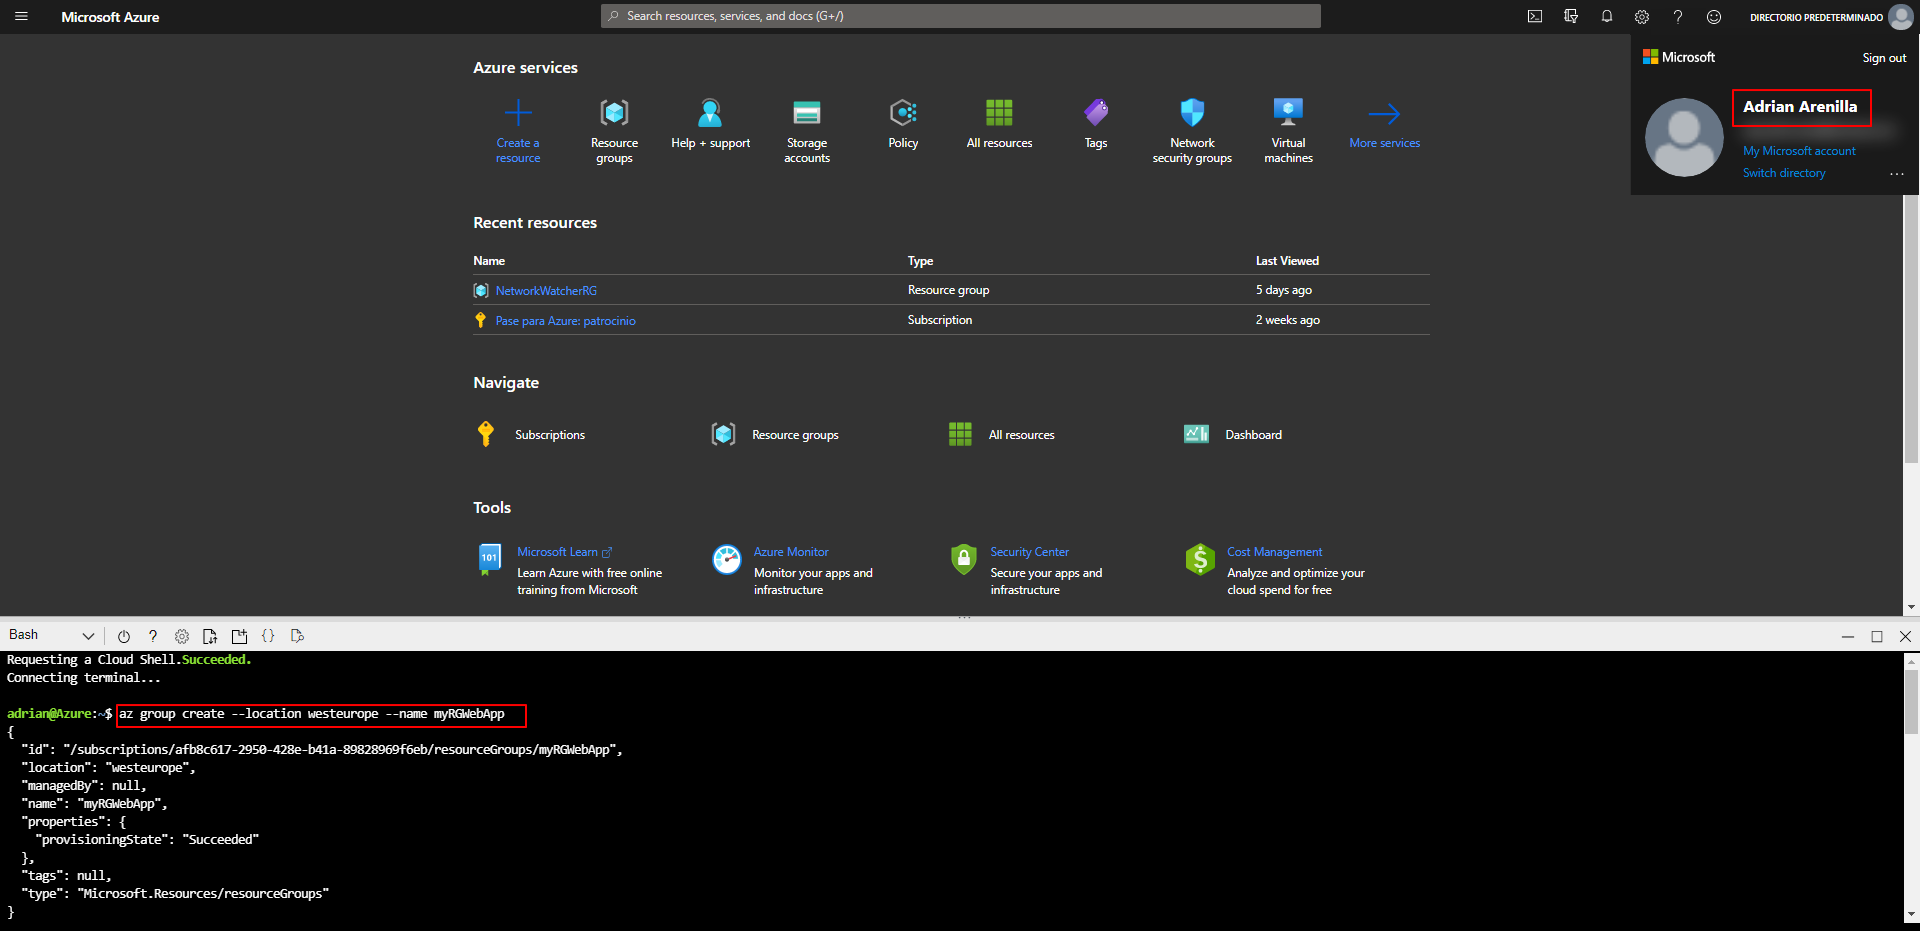 Microsoft Azure
Search resources, services, and docs (G+/)
DIRECTORIO PREDETERMINADO
Microsoft
Sign out
Adrian Arenilla
My Microsoft account
Switch directory
...
Azure services
Create a
resource
Resource
groups
Help + support
Storage
accounts
Policy
All resources
Tags
Network
security groups
Virtual
machines
More services
Recent resources
Name Type Last Viewed
NetworkWatcherRG Resource group 5 days ago
Pase para Azure: patrocinio Subscription 2 weeks ago
Navigate
Subscriptions
Resource groups
All resources
Dashboard
Tools
101
Microsoft Learn
Learn Azure with free online
training from Microsoft
Azure Monitor
Monitor your apps and
infrastructure
Security Center
Secure your apps and
infrastructure
$
Cost Management
Analyze and optimize your
cloud spend for free
Bash
? {}
Requesting a Cloud Shell.Succeeded.
Connecting terminal...
adrian@Azure:~$ az group create --location westeurope --name myRGWebApp
{
"id": "/subscriptions/afb8c617-2950-428e-b41a-89828969f6eb/resourceGroups/myRGWebApp",
"location": "westeurope",
"managedBy": null,
"name": "myRGWebApp",
"properties": {
"provisioningState": "Succeeded"
},
"tags": null,
"type": "Microsoft.Resources/resourceGroups"
}